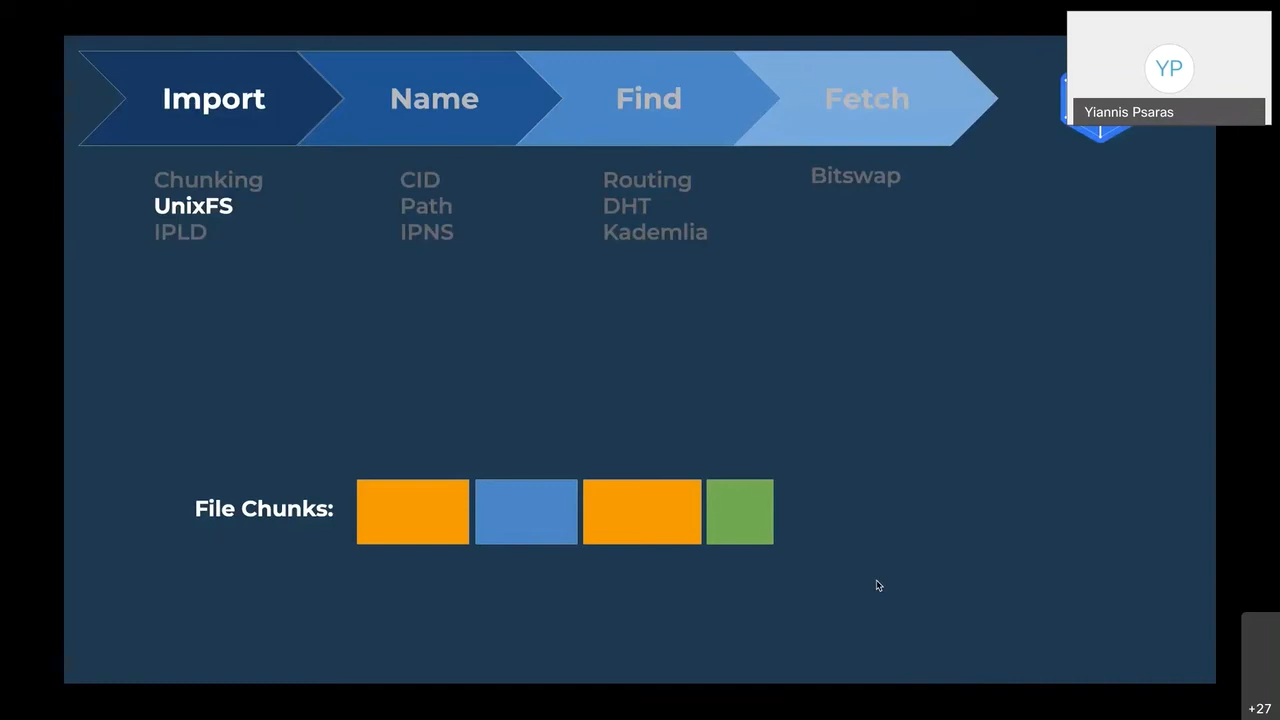 Import
Name
Find
Fetch
Chunking
UnixFS
IPLD
CID
Path
IPNS
Routing
DHT
Kademlia
Bitswap
YP
Yiannis Psaras
File Chunks:
+27